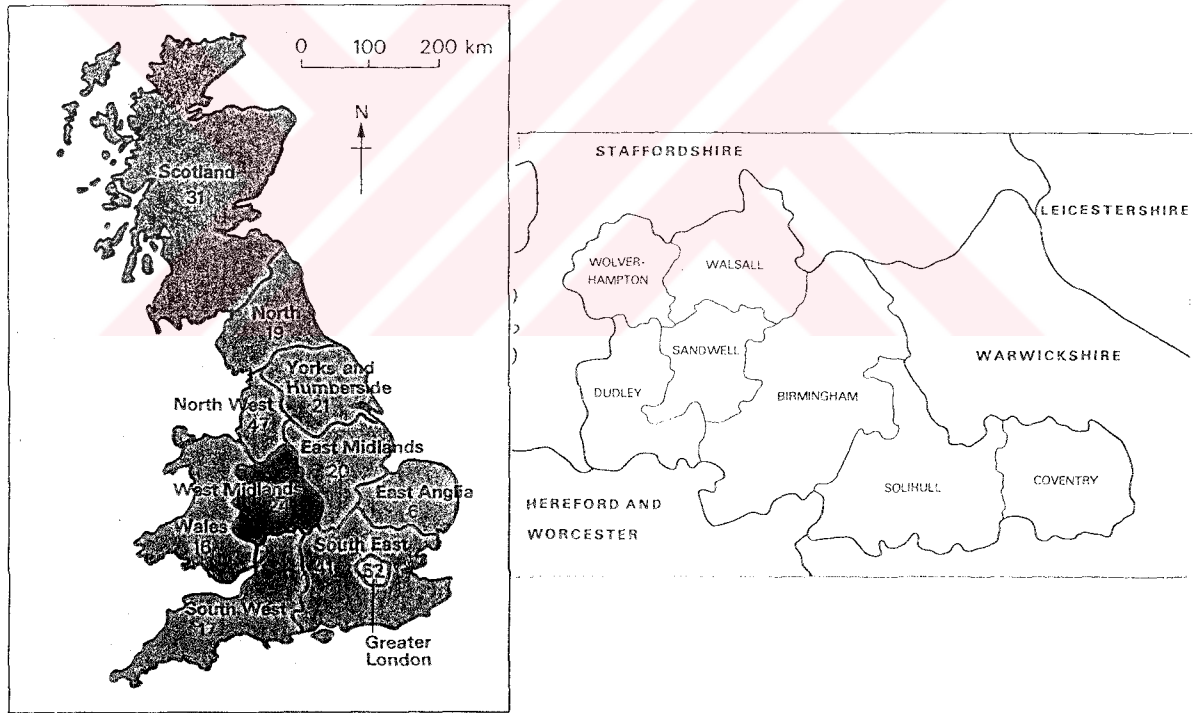 0 100 200 km
N
Scotland
31
North
19
Yorks and
Humberside
21
North West
47
East Midlands
20
West Midlands
24
East Anglia
6
Wales
South East
41
52
South West
17
Greater
London
STAFFORDSHIRE
LEICESTERSHIRE
WOLVER-
HAMPTON
WALSALL
SANDWELL
WARWICKSHIRE
DUDLEY
BIRMINGHAM
SOLIHULL
COVENTRY
HEREFORD AND
WORCESTER